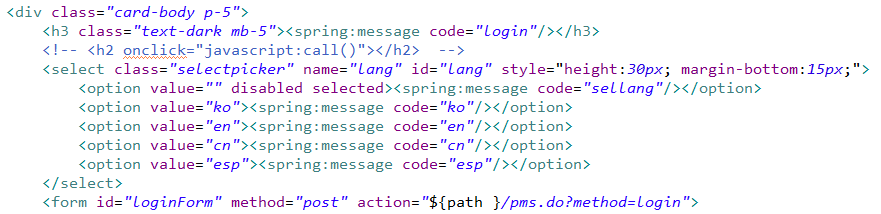 <div class="card-body p-5">
<h3 class="text-dark mb-5"><spring:message code="login"/></h3>
<!-- <h2 onclick="javascript:call()"></h2>  -->
<select class="selectpicker" name="lang" id="lang" style="height:30px; margin-bottom:15px;">
<option value="" disabled selected><spring:message code="sellang"/></option>
<option value="ko"><spring:message code="ko"/></option>
<option value="en"><spring:message code="en"/></option>
<option value="cn"><spring:message code="cn"/></option>
<option value="esp"><spring:message code="esp"/></option>
</select>
<form id="loginForm" method="post" action="${path }/pms.do?method=login">